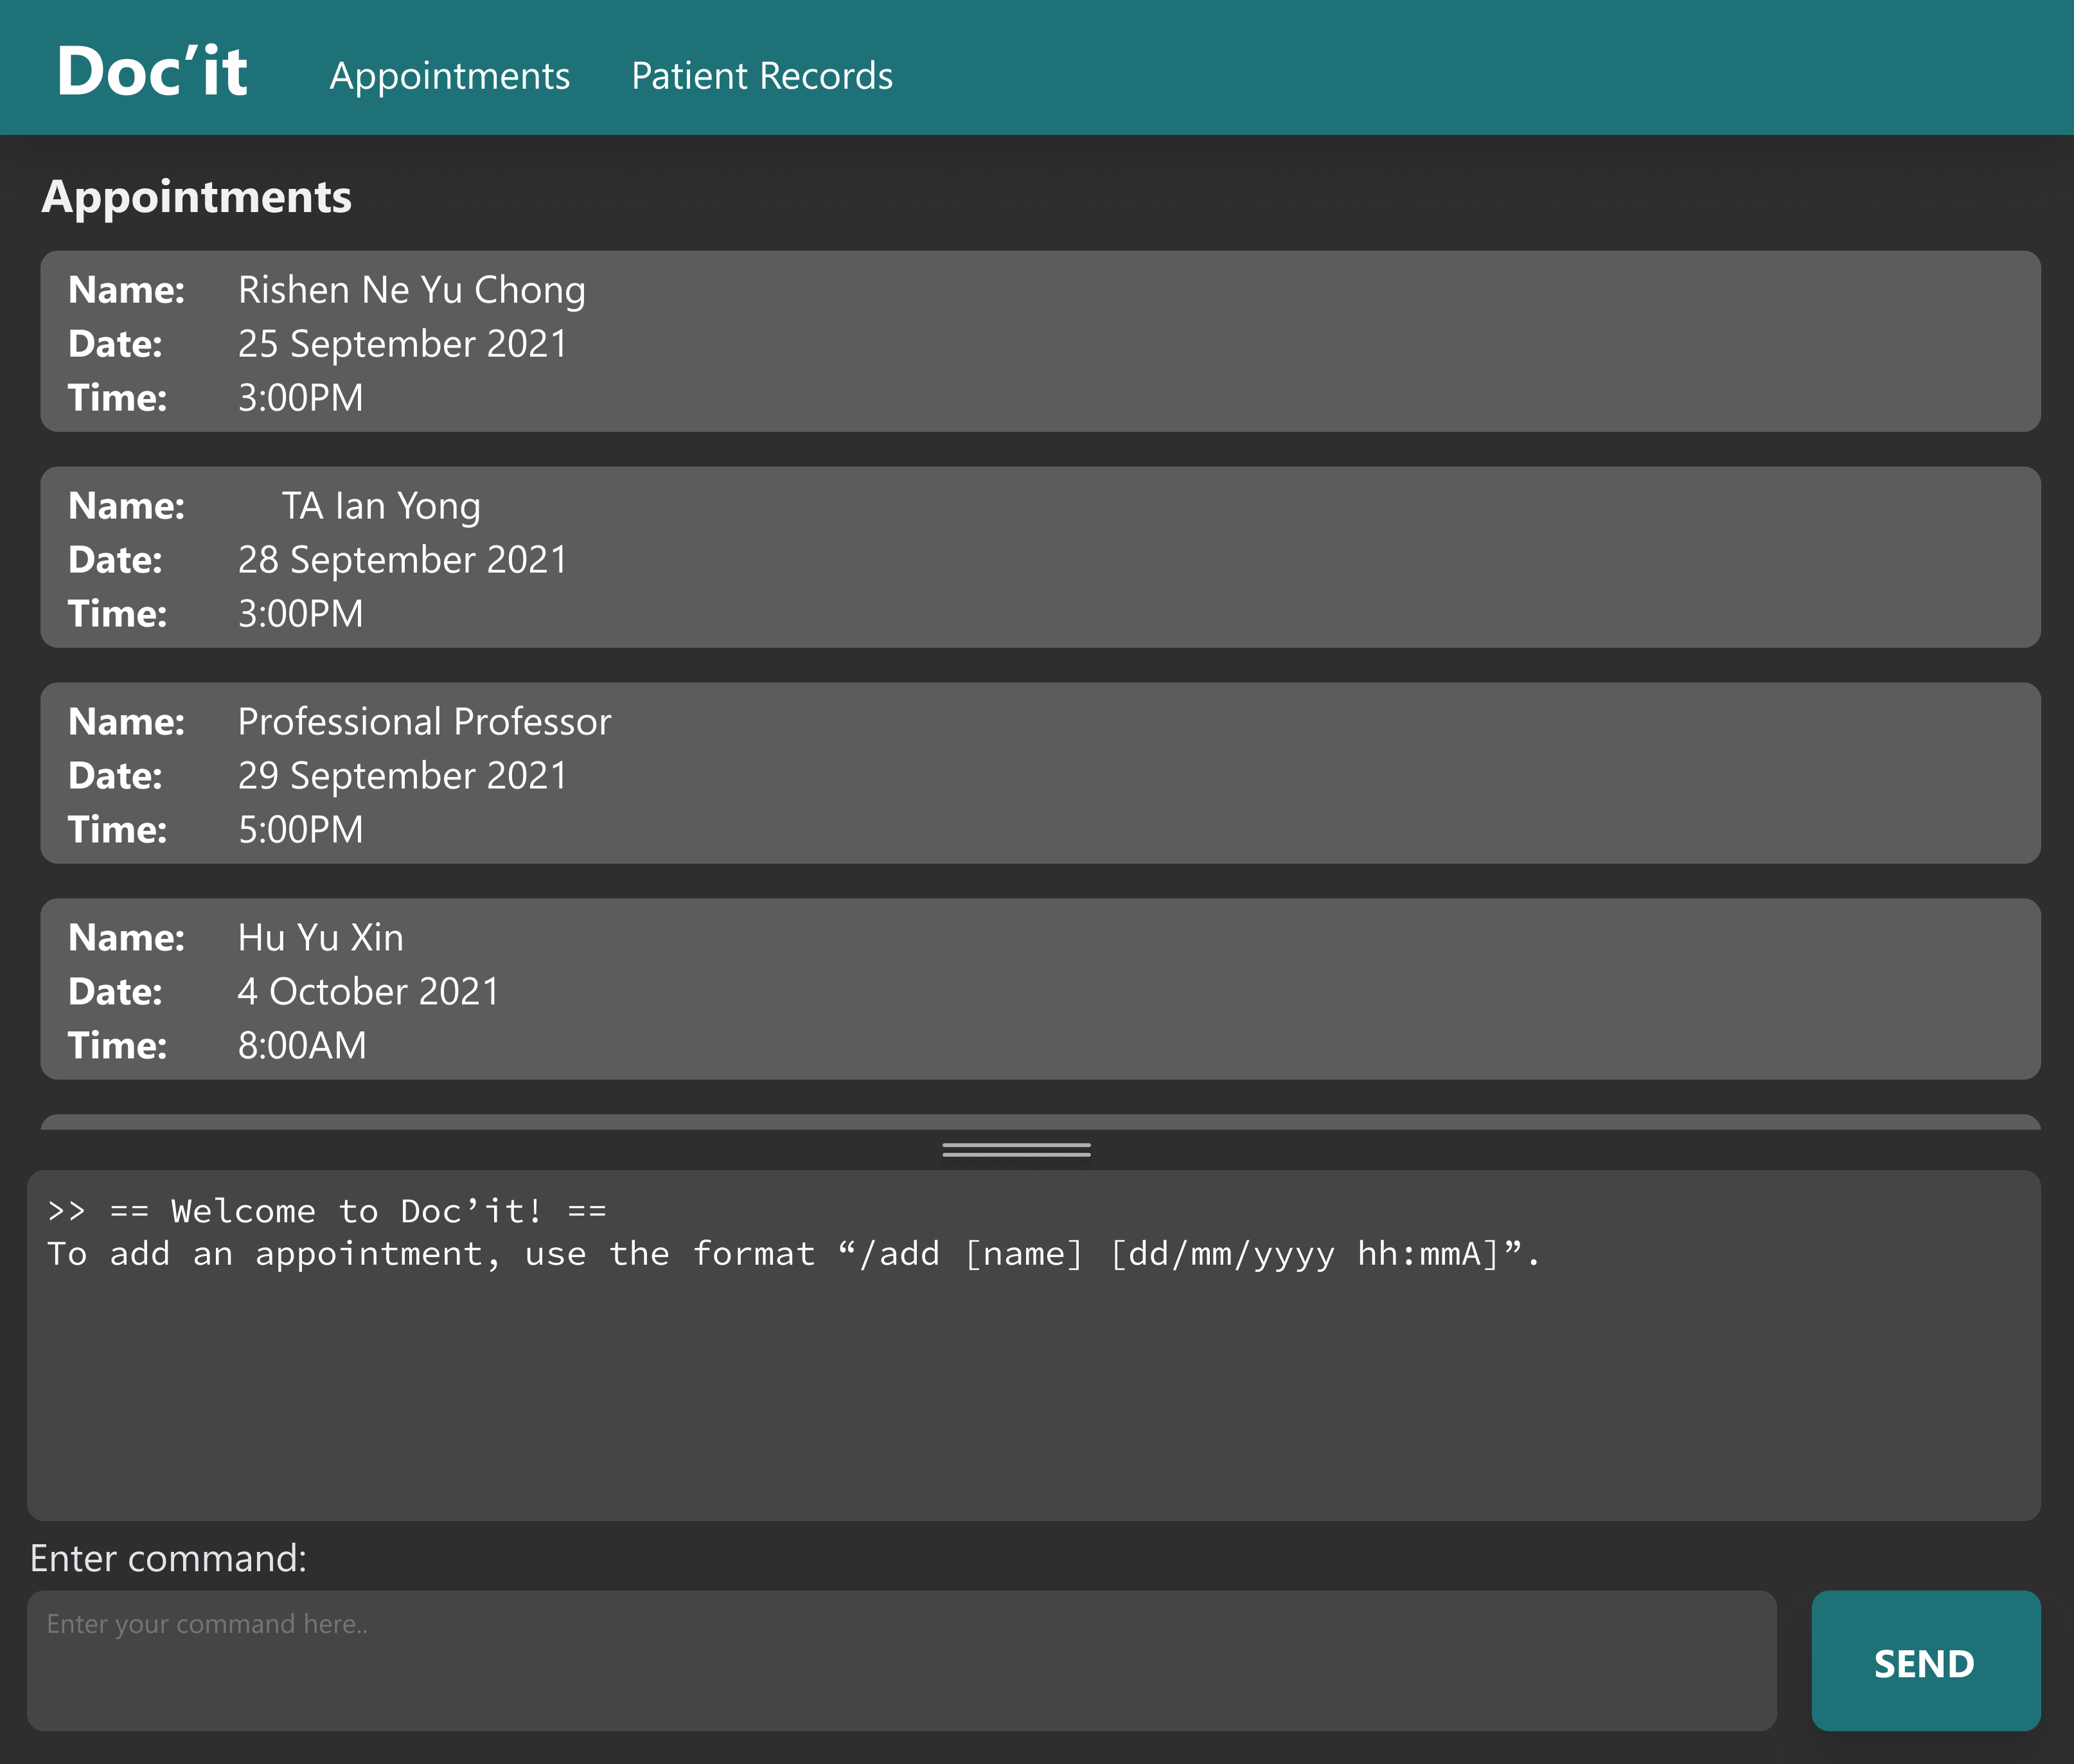 Doc’it Appointments Patient Records
Appointments
Name: Rishen Ne Yu Chong
Date: 25 September 2021
Time: 3:00PM
Name: TA Ian Yong
Date: 28 September 2021
Time: 3:00PM
Name: Professional Professor
Date: 29 September 2021
Time: 5:00PM
Name: Hu Yu Xin
Date: 4 October 2021
Time: 8:00AM
>> == Welcome to Doc’it! ==
To add an appointment, use the format “/add [name] [dd/mm/yyyy hh:mmA]”.
Enter command:
Enter your command here..
SEND